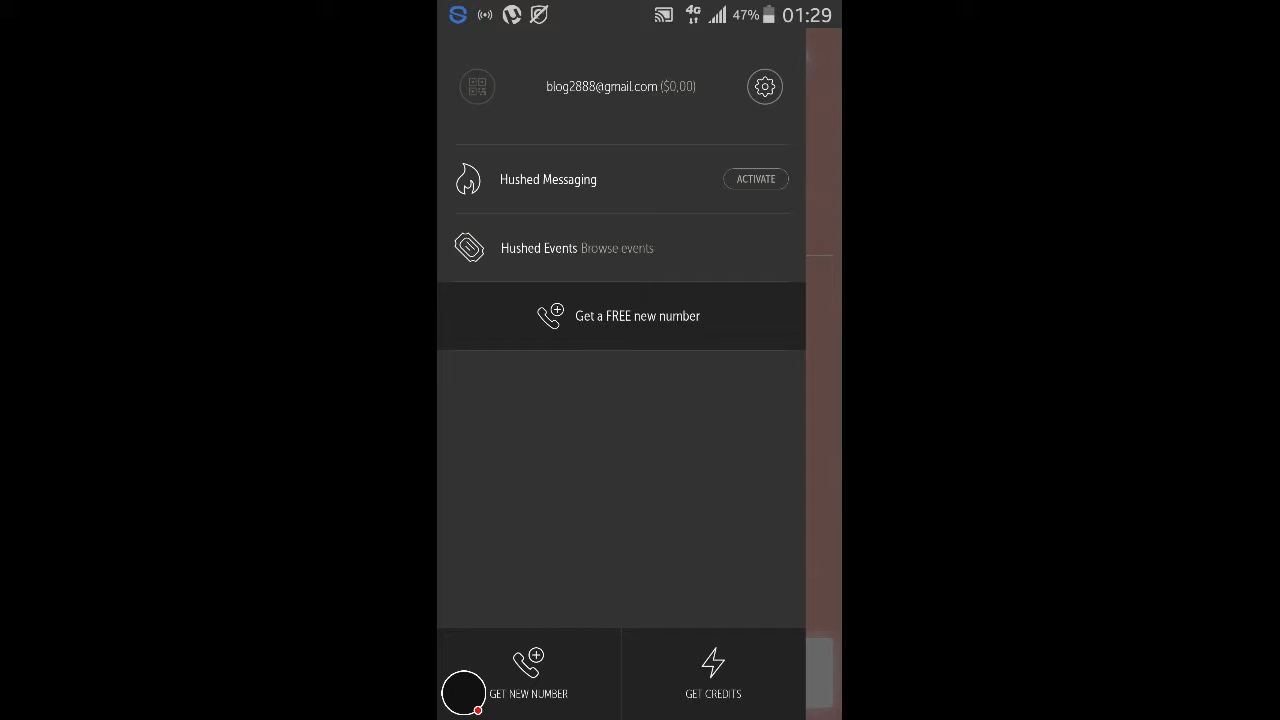 4G 47% 01:29
blog2888@gmail.com ($0,00)
Hushed Messaging ACTIVATE
Hushed Events Browse events
Get a FREE new number
GET NEW NUMBER GET CREDITS